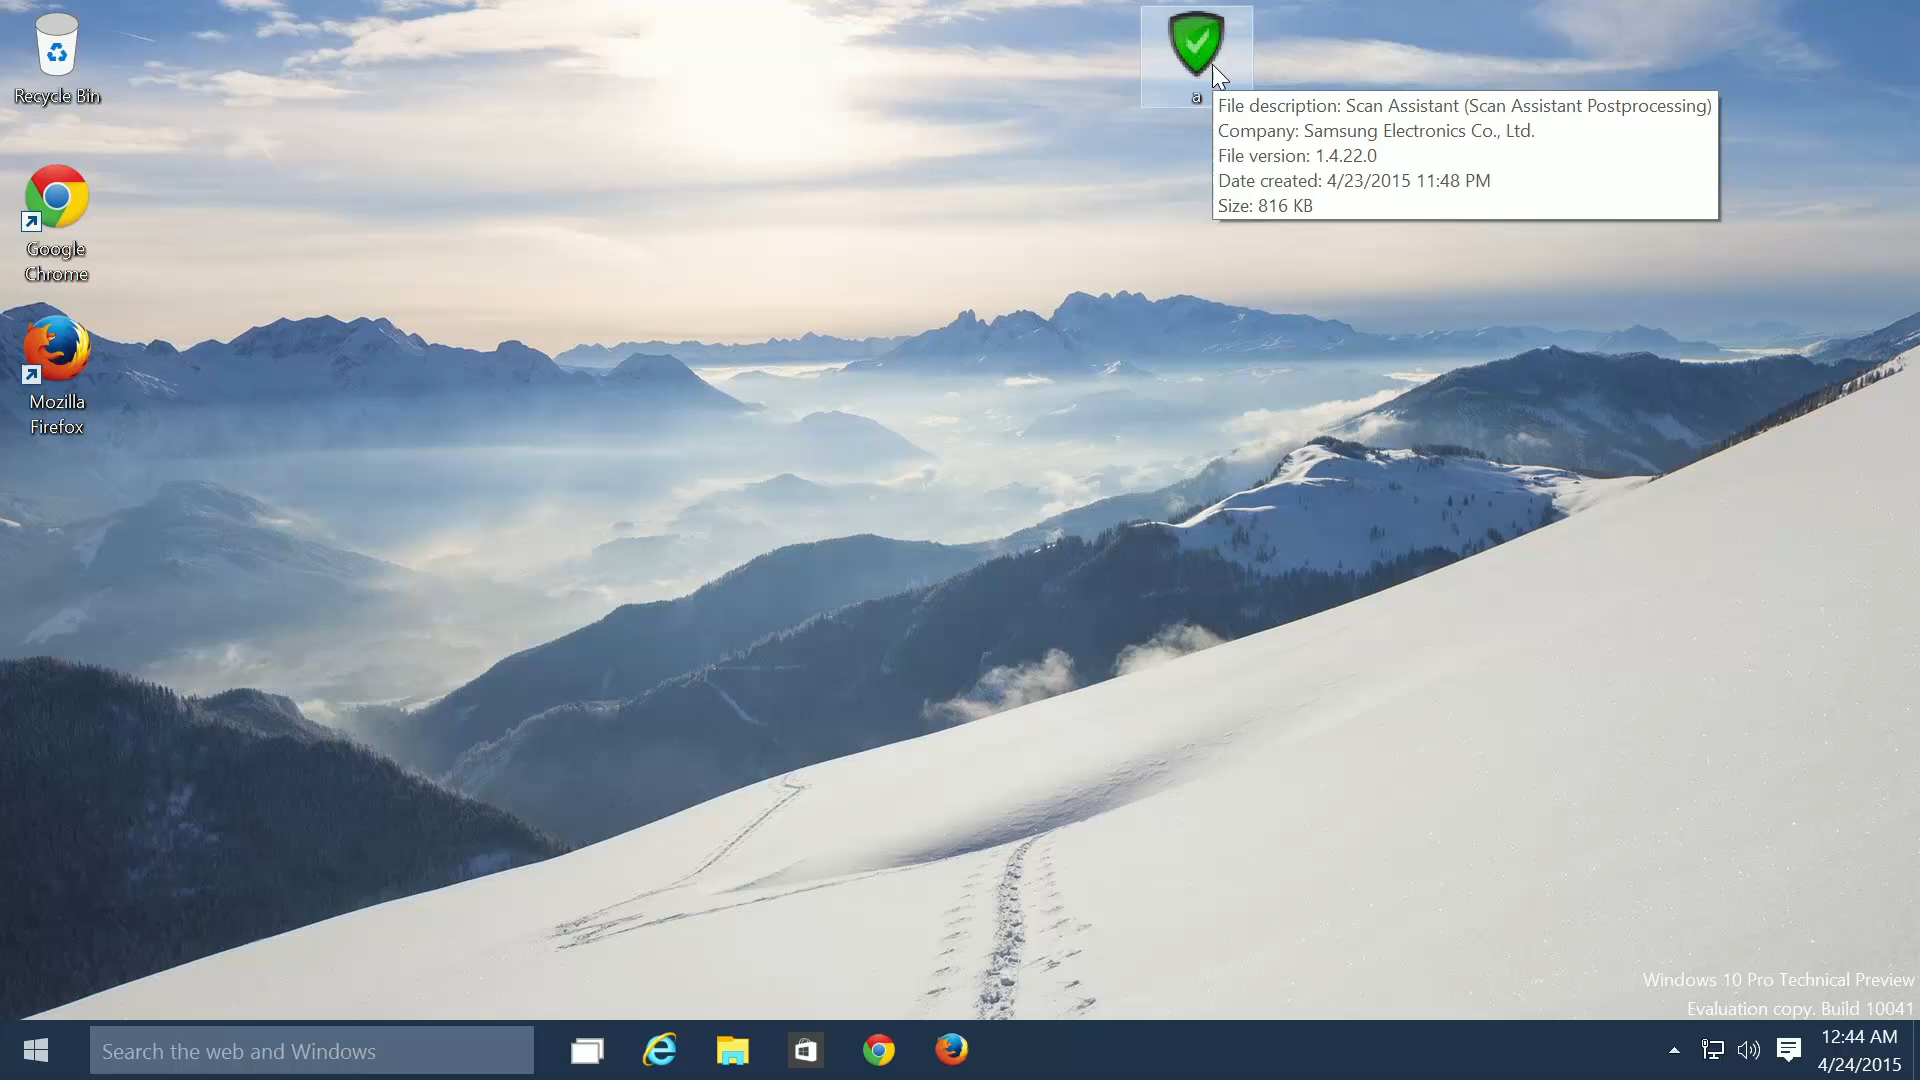 Recycle Bin
Google
Chrome
Mozilla
Firefox
a
File description: Scan Assistant (Scan Assistant Postprocessing)
Company: Samsung Electronics Co., Ltd.
File version: 1.4.22.0
Date created: 4/23/2015 11:48 PM
Size: 816 KB
Windows 10 Pro Technical Preview
Evaluation copy. Build 10041
Search the web and Windows
12:44 AM
4/24/2015